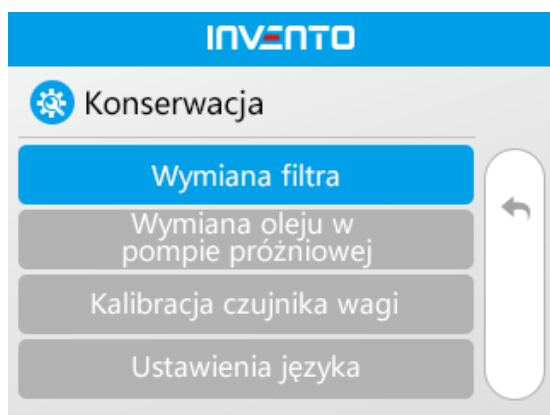 INVENTO
Konserwacja
Wymiana filtra
Wymiana oleju w
pompie próżniowej
Kalibracja czujnika wagi
Ustawienia języka